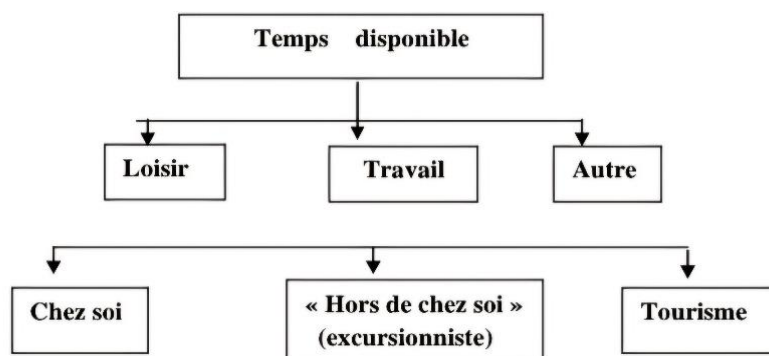 Temps disponible
Loisir
Travail
Autre
Chez soi
« Hors de chez soi »
(excursionniste)
Tourisme